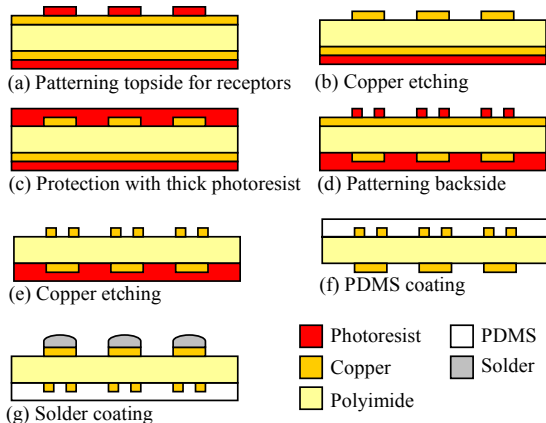 (a) Patterning topside for receptors
(b) Copper etching
(c) Protection with thick photoresist
(d) Patterning backside
(e) Copper etching
(f) PDMS coating
(g) Solder coating
Photoresist
PDMS
Copper
Solder
Polyimide